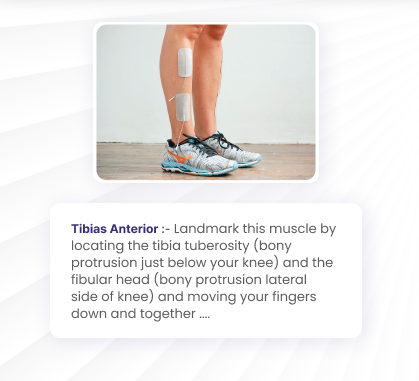 Tibias Anterior :- Landmark this muscle by
locating the tibia tuberosity (bony
protrusion just below your knee) and the
fibular head (bony protrusion lateral
side of knee) and moving your fingers
down and together ....